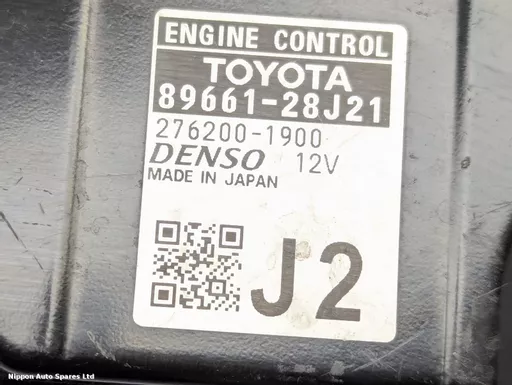 ENGINE CONTROL
TOYOTA
89661-28J21
276200-1900
DENSO 12V
MADE IN JAPAN
J2
Nippon Auto Spares Ltd